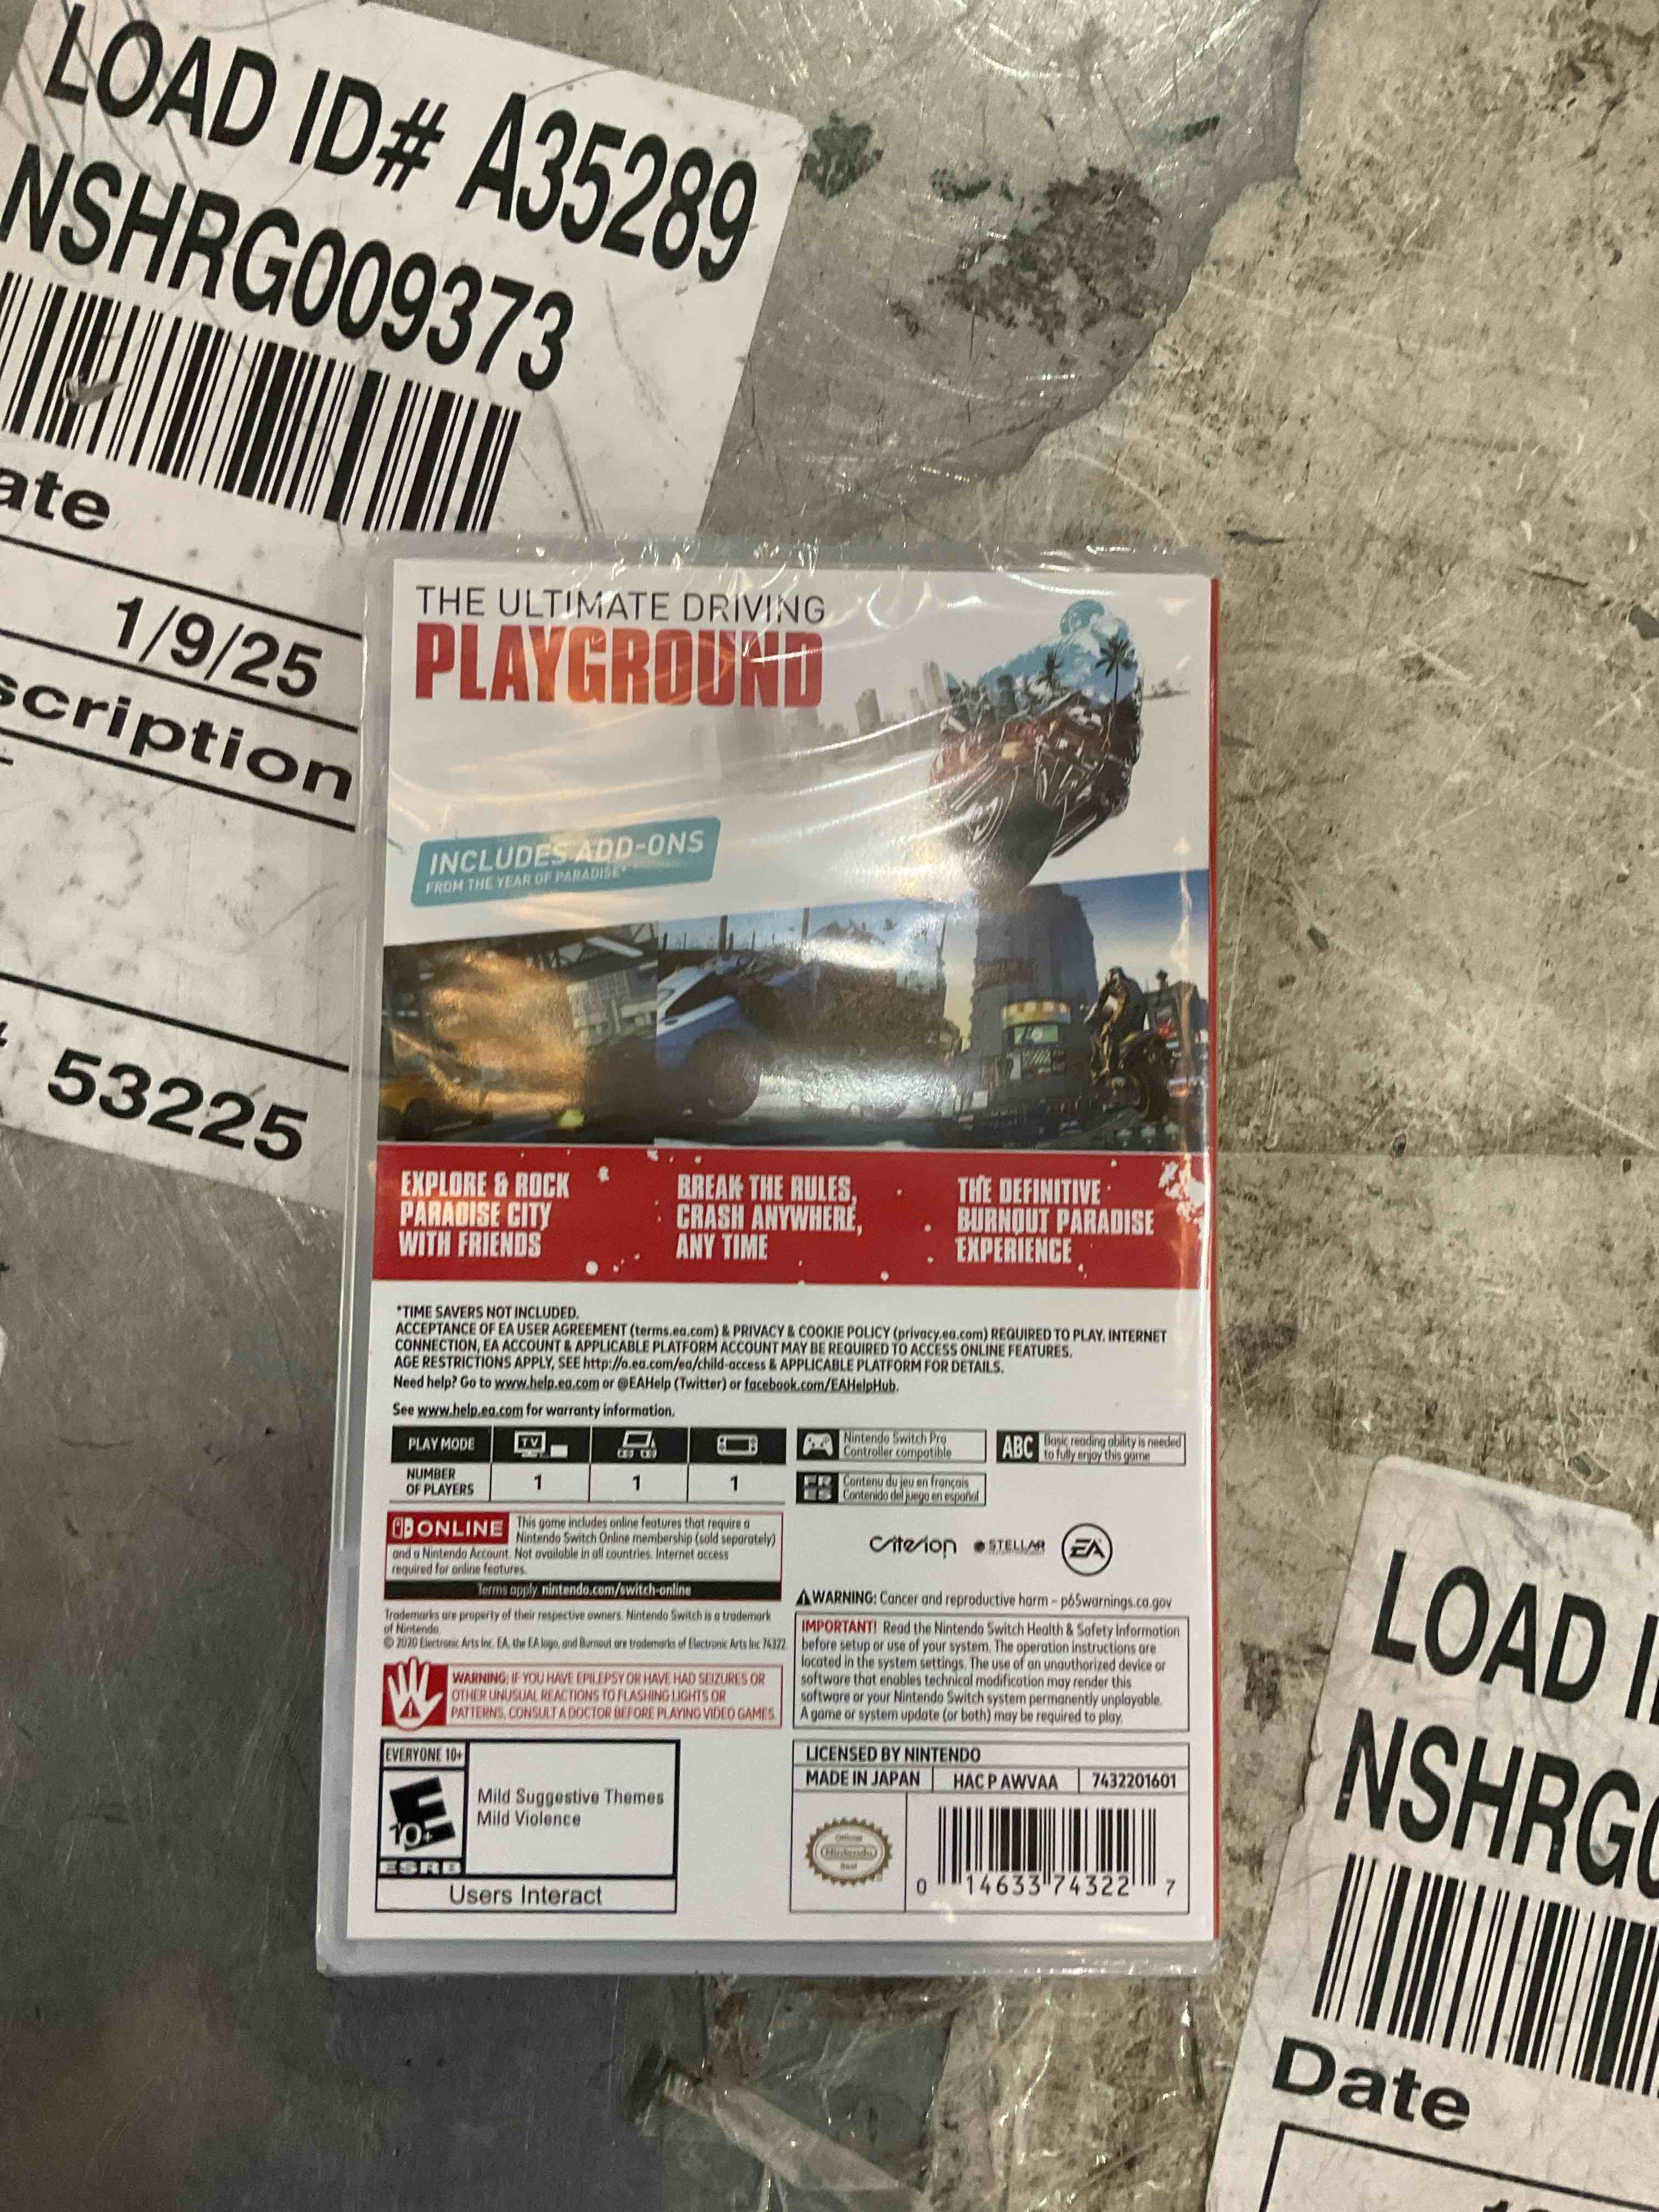 LOAD ID# A35289
NSHRG009373
ate
1/9/25
scription
53225
THE ULTIMATE DRIVING
PLAYGROUND
INCLUDES ADD-ONS
FROM THE YEAR OF PARADISE*
EXPLORE & ROCK
PARADISE CITY
WITH FRIENDS
BREAK THE RULES,
CRASH ANYWHERE,
ANY TIME
THE DEFINITIVE
BURNOUT PARADISE
EXPERIENCE
*TIME SAVERS NOT INCLUDED.
ACCEPTANCE OF EA USER AGREEMENT (terms.ea.com) & PRIVACY & COOKIE POLICY (privacy.ea.com) REQUIRED TO PLAY. INTERNET
CONNECTION, EA ACCOUNT & APPLICABLE PLATFORM ACCOUNT MAY BE REQUIRED TO ACCESS ONLINE FEATURES.
AGE RESTRICTIONS APPLY, SEE http://o.ea.com/ea/child-access & APPLICABLE PLATFORM FOR DETAILS.
Need help? Go to www.help.ea.com or @EAHelp (Twitter) or facebook.com/EAHelpHub.
See www.help.ea.com for warranty information.
PLAY MODE
TV
NUMBER
OF PLAYERS
1
1
1
Nintendo Switch Pro
Controller compatible
ABC
Basic reading ability is needed
to fully enjoy this game
FR
ES
Contenu du jeu en français
Contenido del juego en español
ONLINE
This game includes online features that require a
Nintendo Switch Online membership (sold separately)
and a Nintendo Account. Not available in all countries. Internet access
required for online features.
Terms apply. nintendo.com/switch-online
Criterion
STELLAR
EA
Trademarks are property of their respective owners. Nintendo Switch is a trademark
of Nintendo.
© 2020 Electronic Arts Inc. EA, the EA logo, and Burnout are trademarks of Electronic Arts Inc. 74322
WARNING: Cancer and reproductive harm – p65warnings.ca.gov
IMPORTANT! Read the Nintendo Switch Health & Safety Information
before setup or use of your system. The operation instructions are
located in the system settings. The use of an unauthorized device or
software that enables technical modification may render this
software or your Nintendo Switch system permanently unplayable.
A game or system update (or both) may be required to play.
WARNING: IF YOU HAVE EPILEPSY OR HAVE HAD SEIZURES OR
OTHER UNUSUAL REACTIONS TO FLASHING LIGHTS OR
PATTERNS, CONSULT A DOCTOR BEFORE PLAYING VIDEO GAMES.
EVERYONE 10+
E
10+
ESRB
Mild Suggestive Themes
Mild Violence
Users Interact
LICENSED BY NINTENDO
MADE IN JAPAN
HAC P AWVAA
7432201601
Official
Nintendo
Seal
0 14633 74322 7
LOAD I
NSHRG0
Date